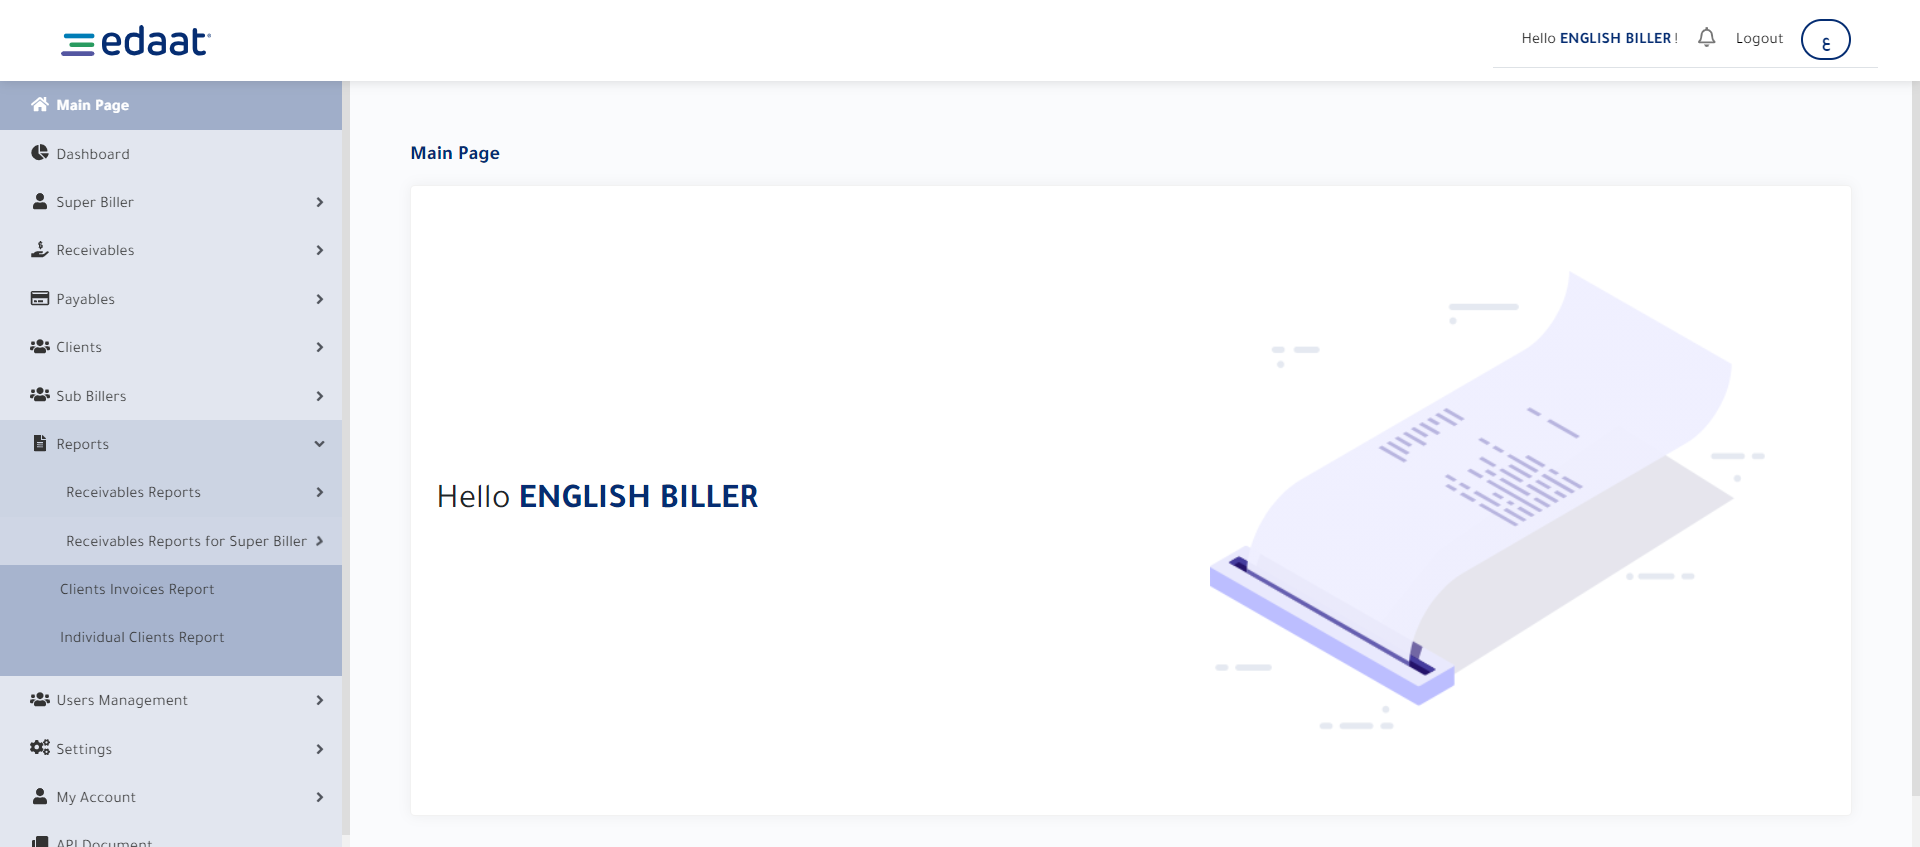 edaat
Hello ENGLISH BILLER !
Logout
ع
Main Page
Dashboard
Super Biller
Receivables
Payables
Clients
Sub Billers
Reports
Receivables Reports
Receivables Reports for Super Biller
Clients Invoices Report
Individual Clients Report
Users Management
Settings
My Account
API Document
Main Page
Hello ENGLISH BILLER